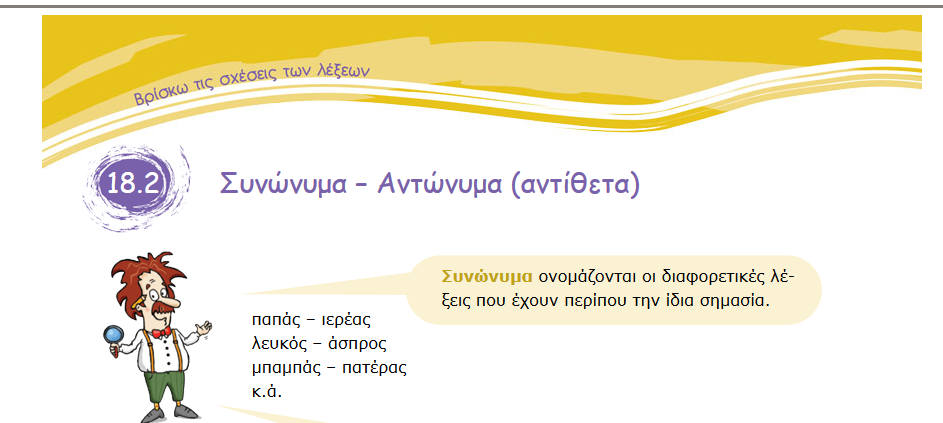 Βρίσκω τις σχέσεις των λέξεων
18.2
Συνώνυμα – Αντώνυμα (αντίθετα)
Συνώνυμα ονομάζονται οι διαφορετικές λέ-
ξεις που έχουν περίπου την ίδια σημασία.
παπάς – ιερέας
λευκός – άσπρος
μπαμπάς – πατέρας
κ.ά.